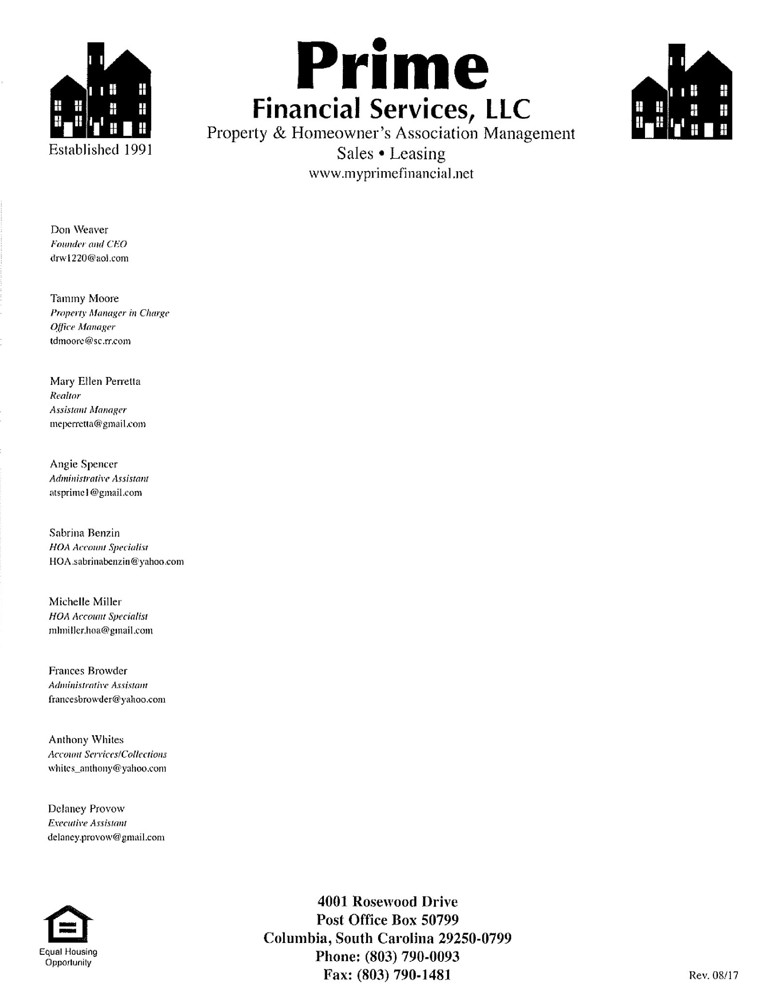 Prime
Financial Services, LLC
Property & Homeowner's Association Management
Sales • Leasing
www.myprimefinancial.net
Established 1991
Don Weaver
Founder and CEO
drw1220@aol.com
Tammy Moore
Property Manager in Charge
Office Manager
tdmoore@sc.rr.com
Mary Ellen Perretta
Realtor
Assistant Manager
meperretta@gmail.com
Angie Spencer
Administrative Assistant
atsprime1@gmail.com
Sabrina Benzin
HOA Account Specialist
HOA.sabrinabenzin@yahoo.com
Michelle Miller
HOA Account Specialist
mlmiller.hoa@gmail.com
Frances Browder
Administrative Assistant
francesbrowder@yahoo.com
Anthony Whites
Account Services/Collections
whites_anthony@yahoo.com
Delaney Provow
Executive Assistant
delaney.provow@gmail.com
Equal Housing
Opportunity
4001 Rosewood Drive
Post Office Box 50799
Columbia, South Carolina 29250-0799
Phone: (803) 790-0093
Fax: (803) 790-1481
Rev. 08/17